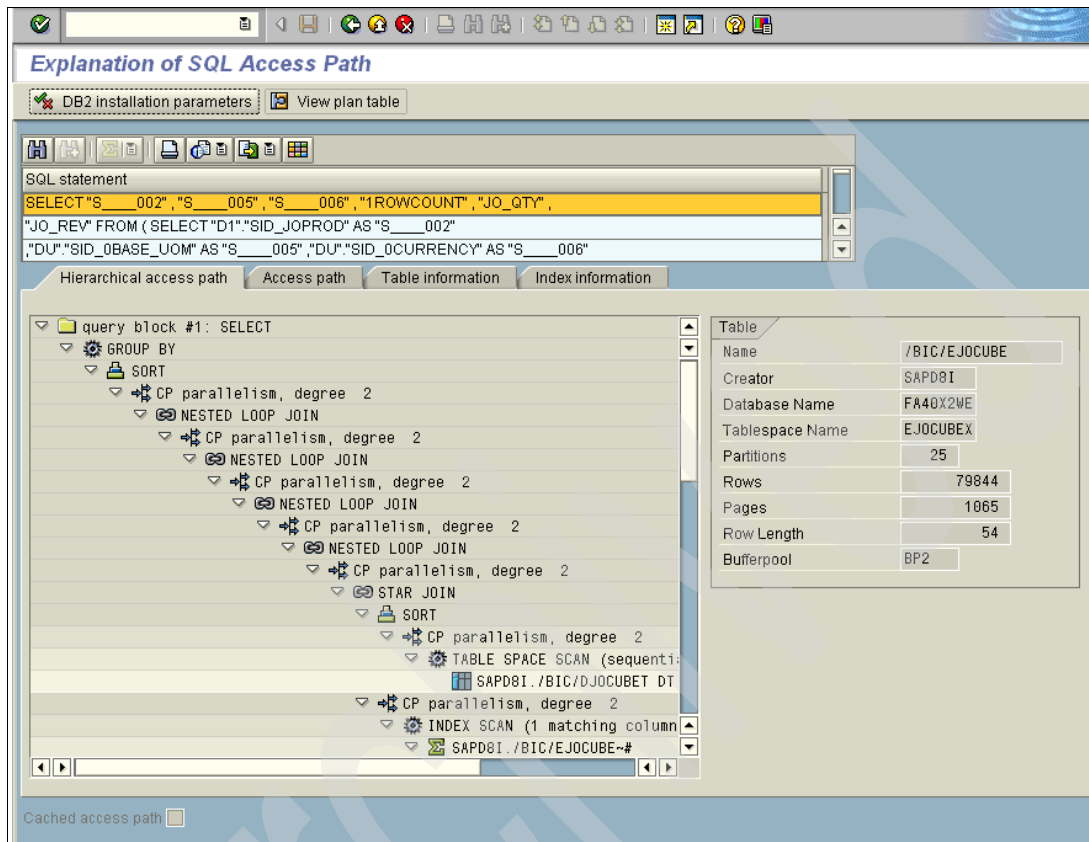 Explanation of SQL Access Path
DB2 installation parameters View plan table
SQL statement
SELECT "S____002" , "S____005" , "S____006" , "1ROWCOUNT" , "JO_QTY" ,
"JO_REV" FROM ( SELECT "D1"."SID_JOPROD" AS "S____002"
,"DU"."SID_0BASE_UOM" AS "S____005" ,"DU"."SID_0CURRENCY" AS "S____006"
Hierarchical access path Access path Table information Index information
query block #1: SELECT
GROUP BY
SORT
CP parallelism, degree 2
NESTED LOOP JOIN
CP parallelism, degree 2
NESTED LOOP JOIN
CP parallelism, degree 2
NESTED LOOP JOIN
CP parallelism, degree 2
NESTED LOOP JOIN
CP parallelism, degree 2
STAR JOIN
SORT
CP parallelism, degree 2
TABLE SPACE SCAN (sequenti
SAPD8I./BIC/DJOCUBET DT
CP parallelism, degree 2
INDEX SCAN (1 matching column
SAPD8I./BIC/EJOCUBE~#
Table
Name /BIC/EJOCUBE
Creator SAPD8I
Database Name FA40X2WE
Tablespace Name EJOCUBEX
Partitions 25
Rows 79844
Pages 1065
Row Length 54
Bufferpool BP2
Cached access path